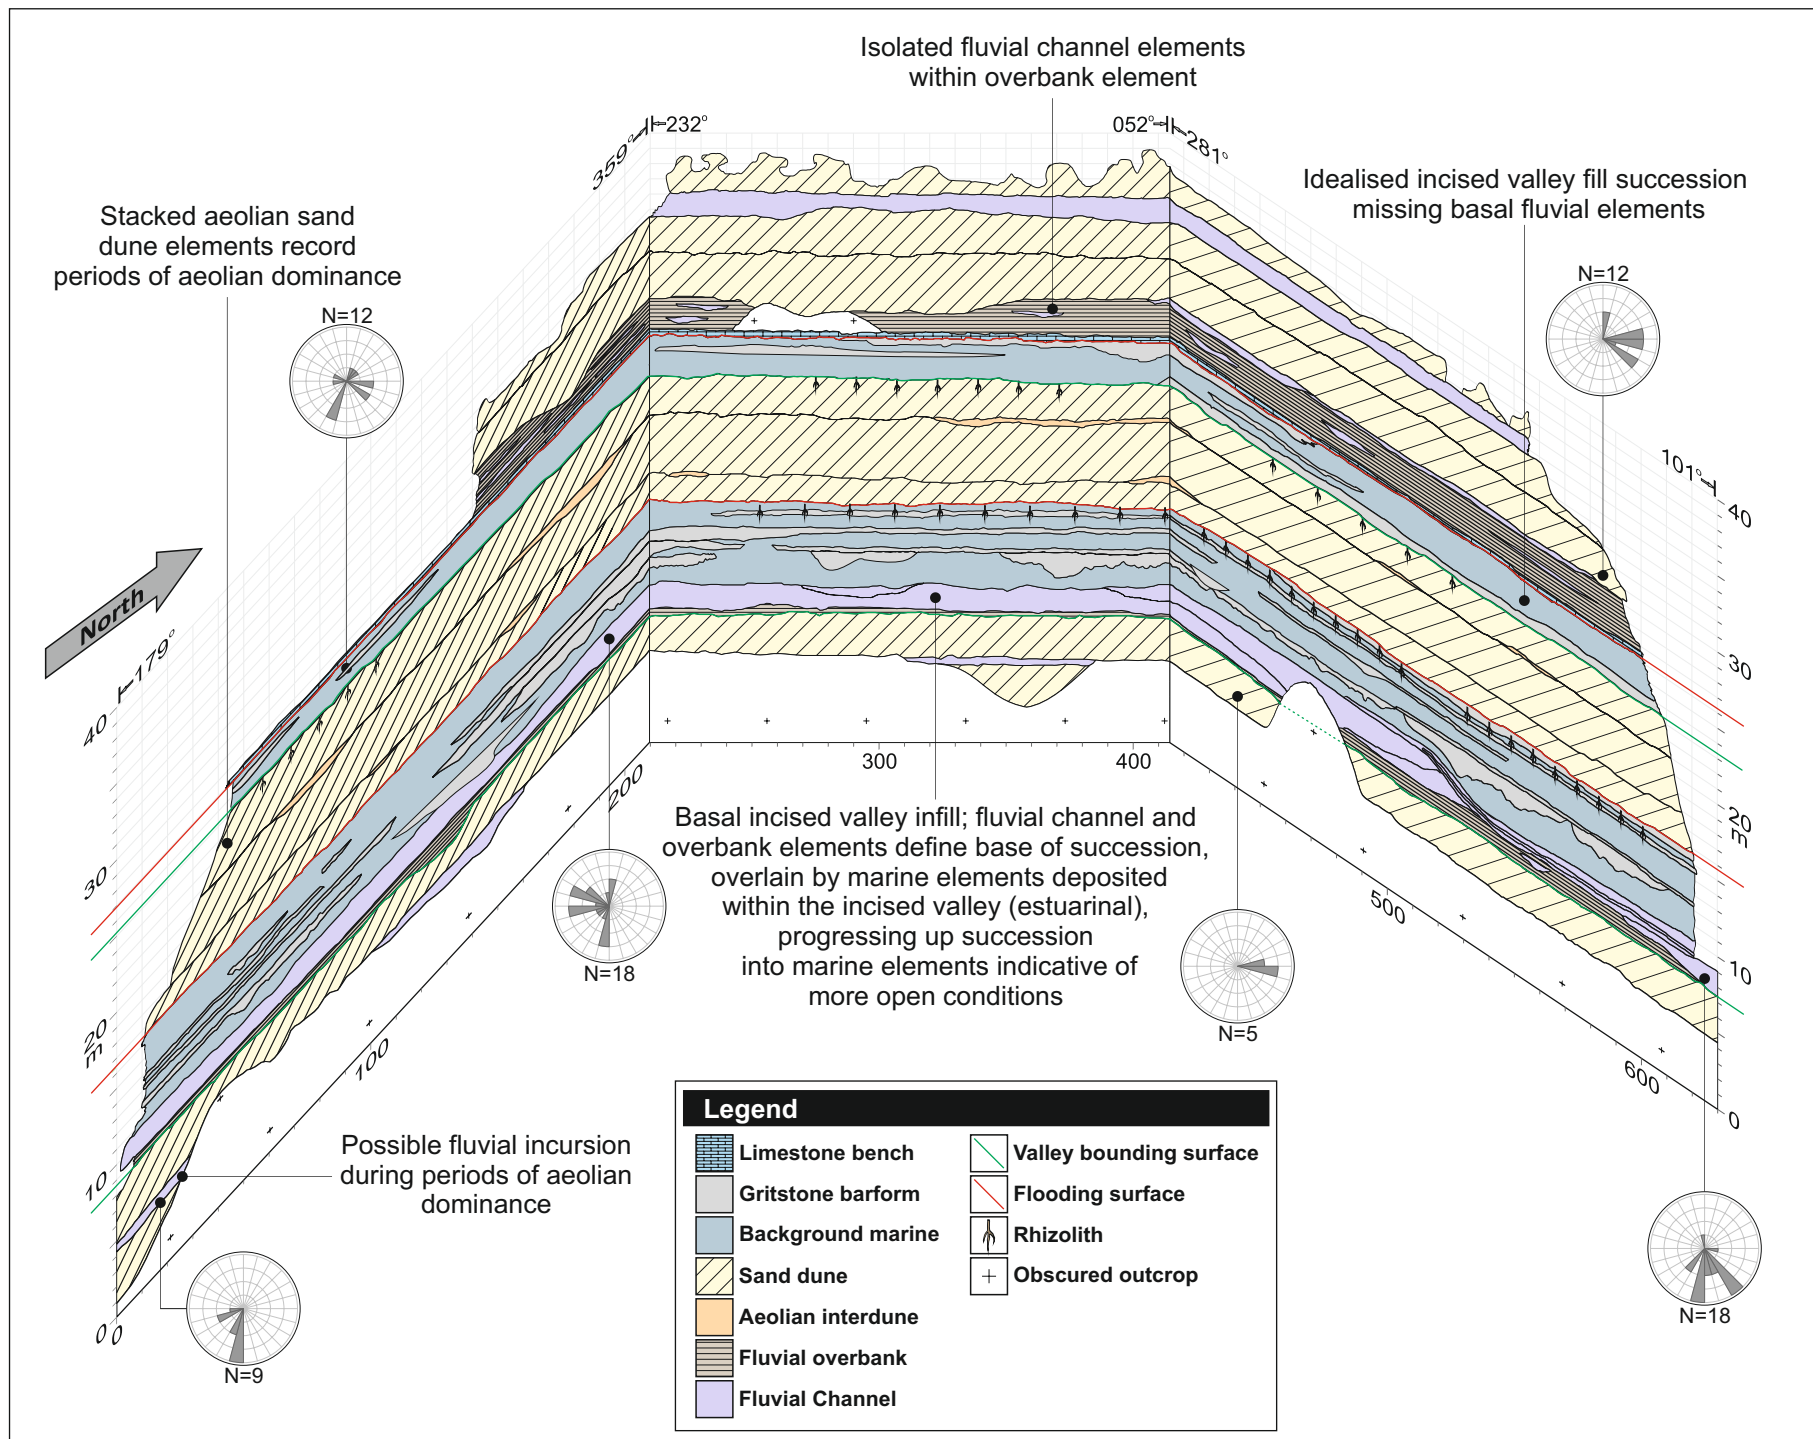 Isolated fluvial channel elements
within overbank element
232°
052°
359°
281°
Idealised incised valley fill succession
missing basal fluvial elements
Stacked aeolian sand
dune elements record
periods of aeolian dominance
N=12
N=12
101°
40
30
20
m
10
0
North
179°
40
30
20
m
10
0
0
100
200
300
400
500
600
Basal incised valley infill; fluvial channel and
overbank elements define base of succession,
overlain by marine elements deposited
within the incised valley (estuarinal),
progressing up succession
into marine elements indicative of
more open conditions
N=18
N=5
Possible fluvial incursion
during periods of aeolian
dominance
N=9
N=18
Legend
Limestone bench
Gritstone barform
Background marine
Sand dune
Aeolian interdune
Fluvial overbank
Fluvial Channel
Valley bounding surface
Flooding surface
Rhizolith
Obscured outcrop